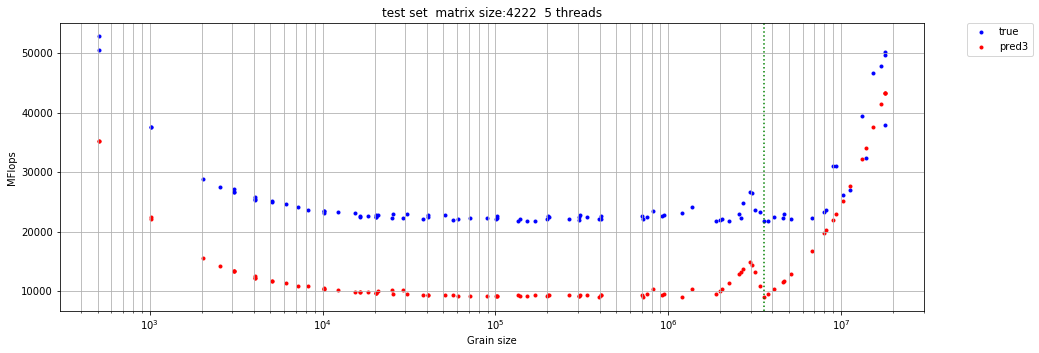 test set  matrix size:4222  5 threads
true
pred3
MFlops
50000
40000
30000
20000
10000
10³
10⁴
10⁵
10⁶
10⁷
Grain size